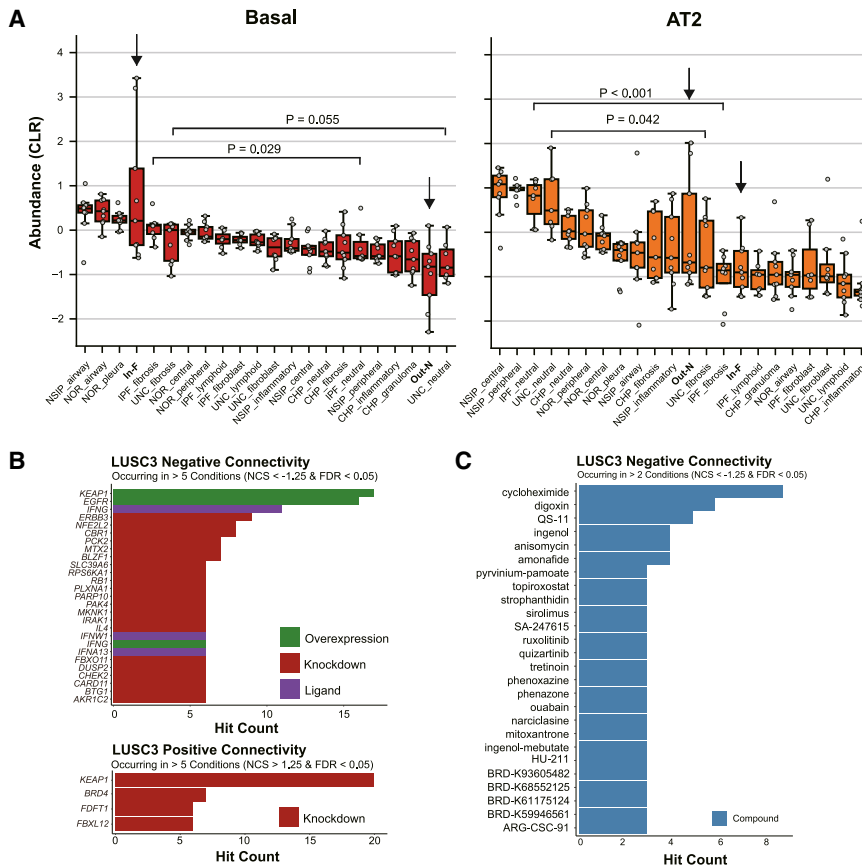 A
Basal
AT2
Abundance (CLR)
4
3
2
1
0
−1
−2
P = 0.055
P = 0.029
P < 0.001
P = 0.042
NSIP_airway
NOR_airway
NOR_pleura
In-F
IPF_fibrosis
UNC_fibrosis
NOR_central
NOR_peripheral
IPF_lymphoid
IPF_fibroblast
UNC_lymphoid
UNC_fibroblast
NSIP_inflammatory
NSIP_central
CHP_neutral
CHP_fibrosis
IPF_neutral
NSIP_peripheral
CHP_inflammatory
CHP_granuloma
Out-N
UNC_neutral
NSIP_central
NSIP_peripheral
IPF_neutral
UNC_neutral
CHP_neutral
NOR_peripheral
NOR_central
NOR_pleura
NSIP_airway
CHP_fibrosis
NSIP_inflammatory
Out-N
UNC_fibrosis
IPF_fibrosis
In-F
IPF_lymphoid
CHP_granuloma
NOR_airway
IPF_fibroblast
UNC_fibroblast
UNC_lymphoid
CHP_inflammatory
B
LUSC3 Negative Connectivity
Occurring in > 5 Conditions (NCS < -1.25 & FDR < 0.05)
KEAP1
EGFR
IFNG
ERBB3
NFE2L2
CBR1
PCK2
MTX2
BLZF1
SLC39A6
RPS6KA1
RB1
PLXNA1
PARP10
PAK4
MKNK1
IRAK1
IL4
IFNW1
IFNG
IFNA13
FBXO11
DUSP2
CHEK2
CARD11
BTG1
AKR1C2
Overexpression
Knockdown
Ligand
0 5 10 15
Hit Count
LUSC3 Positive Connectivity
Occurring in > 5 Conditions (NCS > 1.25 & FDR < 0.05)
KEAP1
BRD4
FDFT1
FBXL12
Knockdown
0 5 10 15 20
Hit Count
C
LUSC3 Negative Connectivity
Occurring in > 2 Conditions (NCS <-1.25 & FDR < 0.05)
cycloheximide
digoxin
QS-11
ingenol
anisomycin
amonafide
pyrvinium-pamoate
topiroxostat
strophanthidin
sirolimus
SA-247615
ruxolitinib
quizartinib
tretinoin
phenoxazine
phenazone
ouabain
narciclasine
mitoxantrone
ingenol-mebutate
HU-211
BRD-K93605482
BRD-K68552125
BRD-K61175124
BRD-K59946561
ARG-CSC-91
Compound
0 2 4 6 8
Hit Count